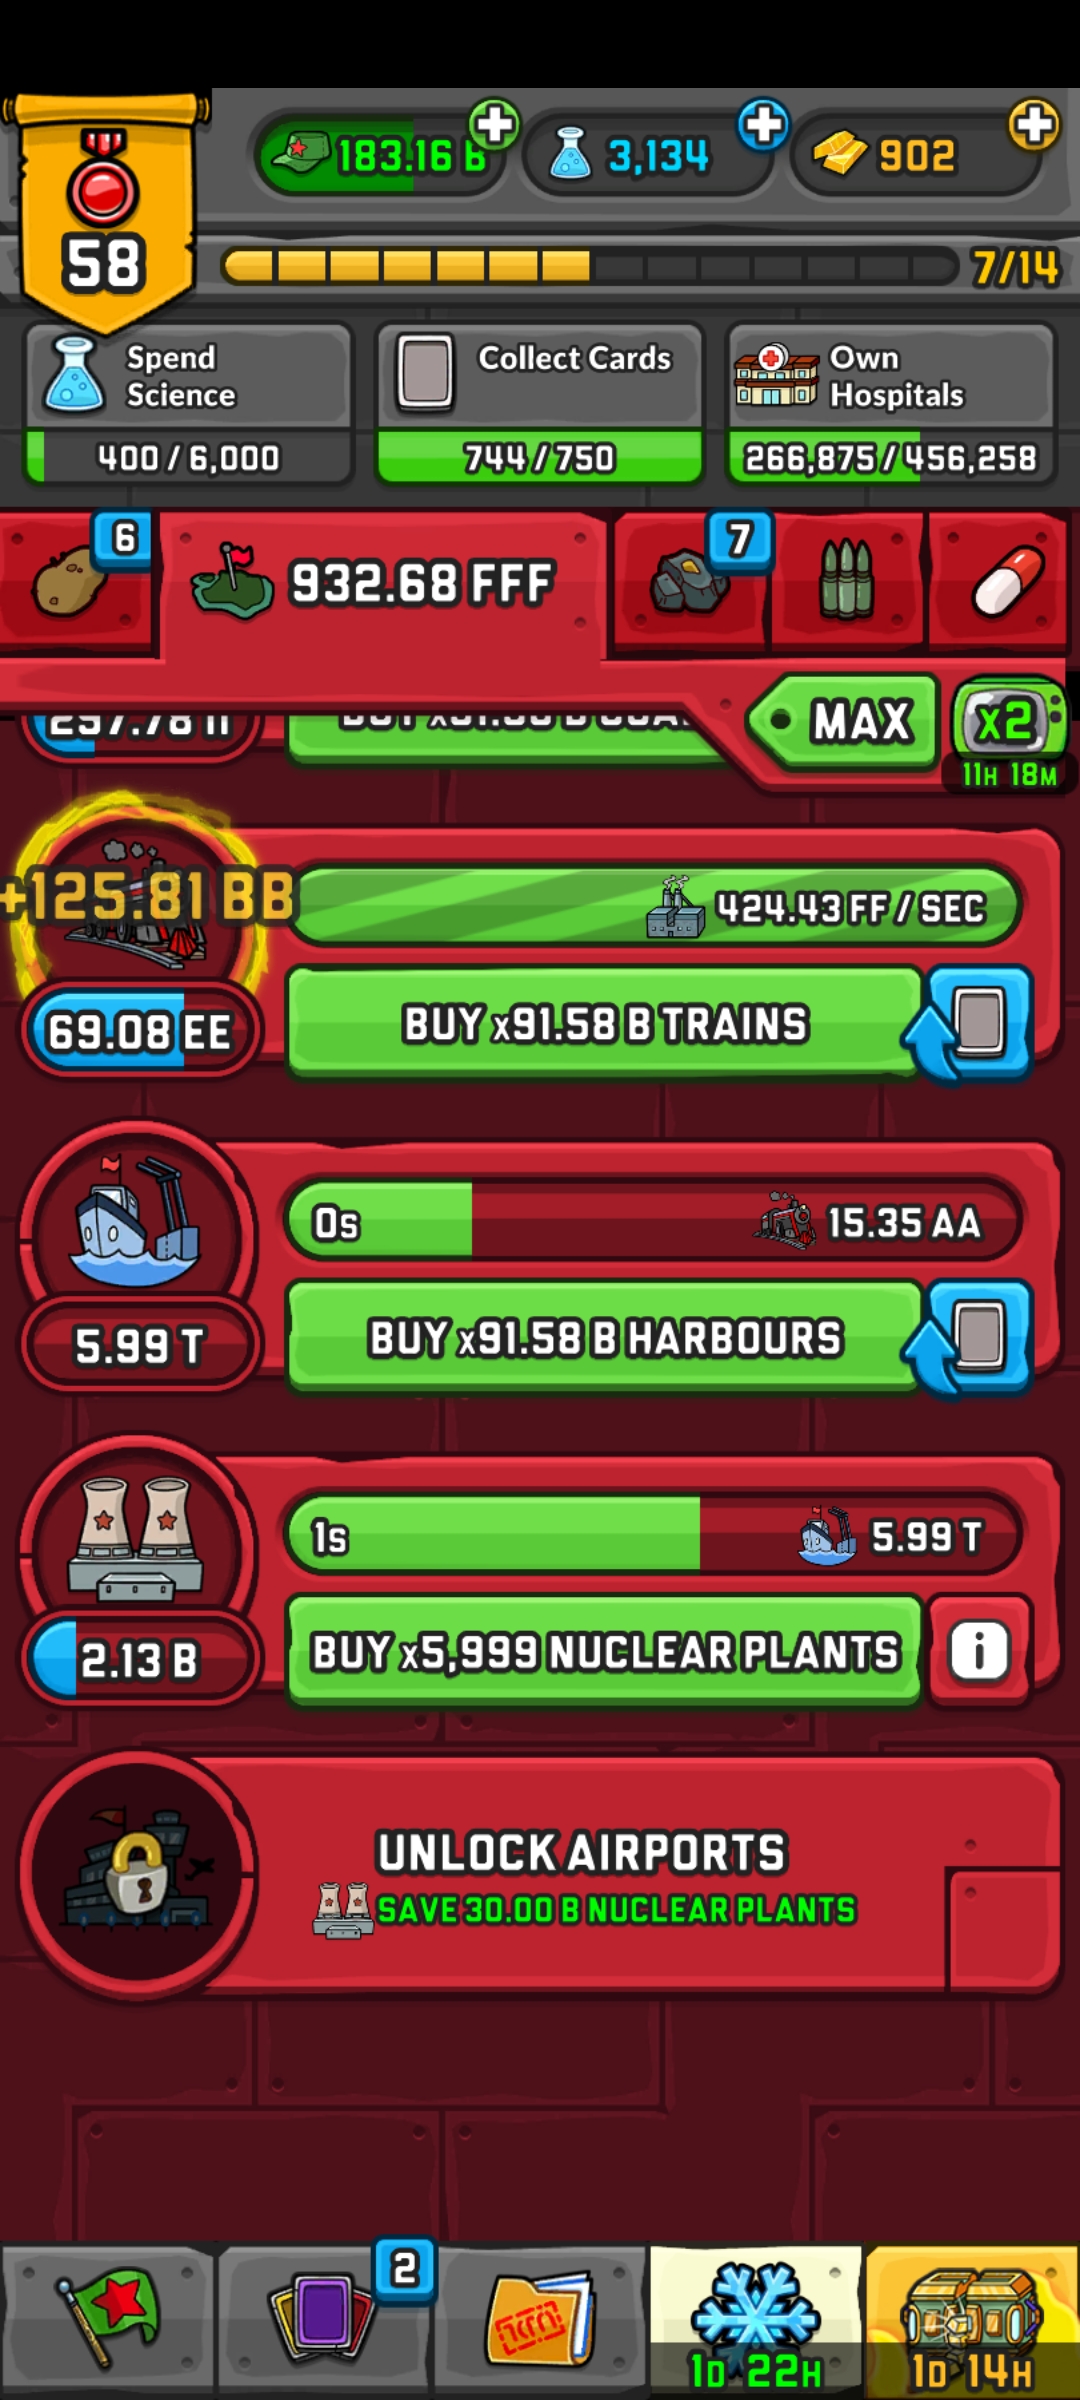 58
183.16 B
3,134
902
7/14
Spend
Science
400 / 6,000
Collect Cards
744 / 750
Own
Hospitals
266,875 / 456,258
6
932.68 FFF
7
MAX
x2
11H 18M
+125.81 BB
424.43 FF / SEC
69.08 EE
BUY x91.58 B TRAINS
0s
15.35 AA
5.99 T
BUY x91.58 B HARBOURS
1s
5.99 T
2.13 B
BUY x5,999 NUCLEAR PLANTS
i
UNLOCK AIRPORTS
SAVE 30.00 B NUCLEAR PLANTS
2
1D 22H
1D 14H